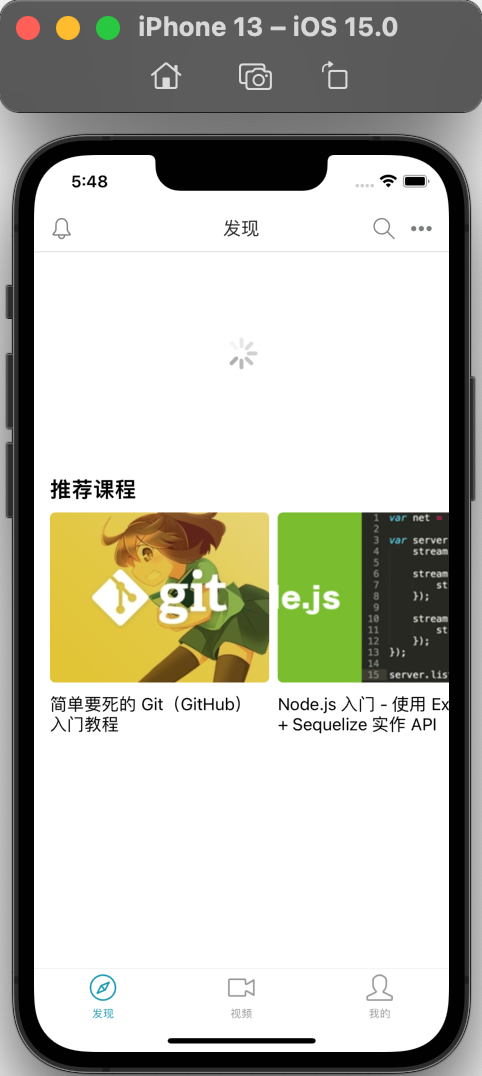 iPhone 13 – iOS 15.0
5:48
发现
推荐课程
git
de.js
1 var net =
2
3 var server
4 stream
5
6 stream
7 st
8 });
9
10 stream
11 st
12 });
13 });
14
15 server.lis
简单要死的 Git（GitHub）
入门教程
Node.js 入门 - 使用 Ex
+ Sequelize 实作 API
发现
视频
我的